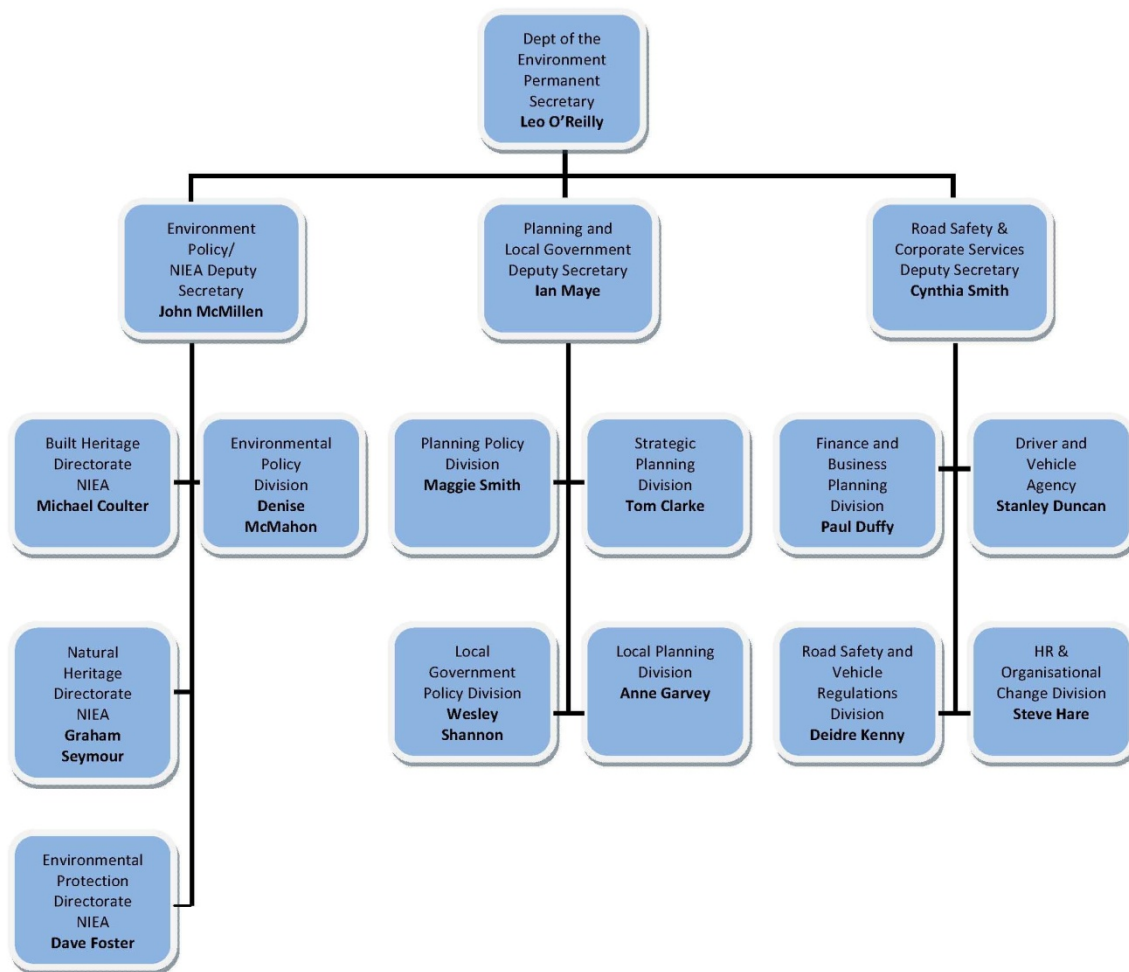 Dept of the
Environment
Permanent
Secretary
Leo O’Reilly
Environment
Policy/
NIEA Deputy
Secretary
John McMillen
Planning and
Local Government
Deputy Secretary
Ian Maye
Road Safety &
Corporate Services
Deputy Secretary
Cynthia Smith
Built Heritage
Directorate
NIEA
Michael Coulter
Environmental
Policy
Division
Denise
McMahon
Planning Policy
Division
Maggie Smith
Strategic
Planning
Division
Tom Clarke
Finance and
Business
Planning
Division
Paul Duffy
Driver and
Vehicle
Agency
Stanley Duncan
Natural
Heritage
Directorate
NIEA
Graham
Seymour
Local
Government
Policy Division
Wesley
Shannon
Local Planning
Division
Anne Garvey
Road Safety and
Vehicle
Regulations
Division
Deidre Kenny
HR &
Organisational
Change Division
Steve Hare
Environmental
Protection
Directorate
NIEA
Dave Foster